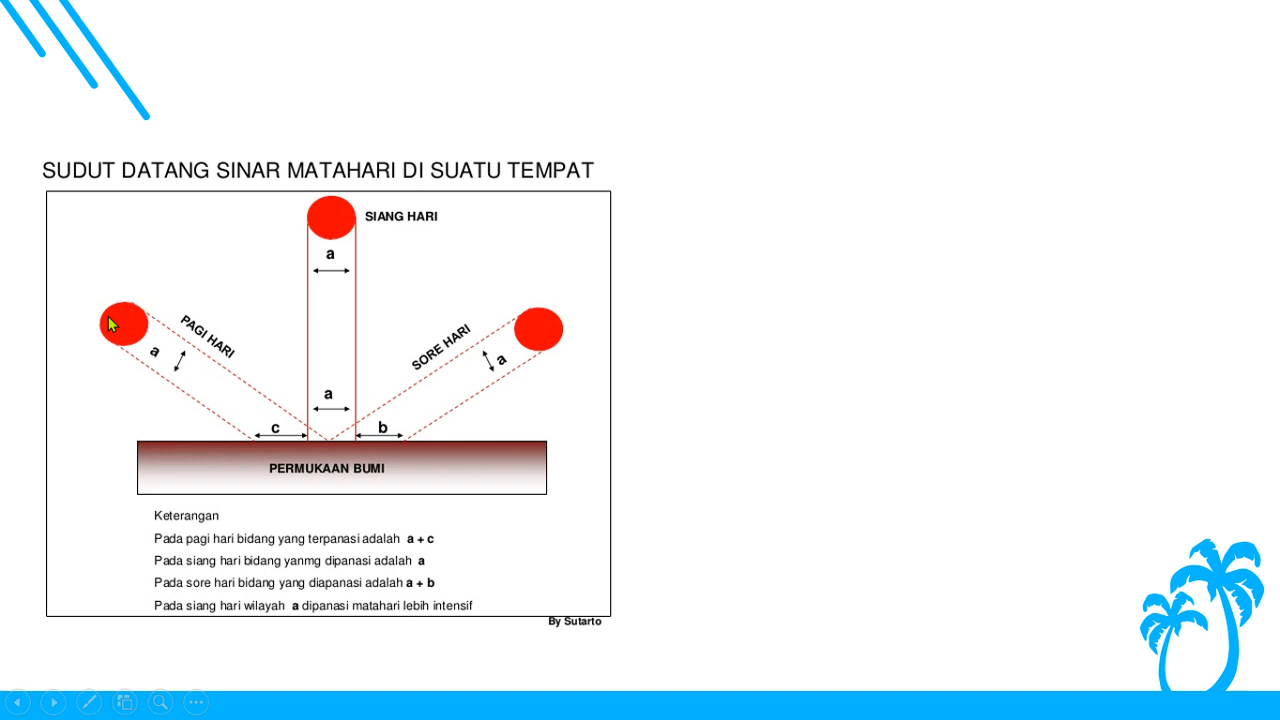 SUDUT DATANG SINAR MATAHARI DI SUATU TEMPAT
SIANG HARI
a
PAGI HARI
SORE HARI
a
a
a
c
b
PERMUKAAN BUMI
Keterangan
Pada pagi hari bidang yang terpanasi adalah a + c
Pada siang hari bidang yanmg dipanasi adalah a
Pada sore hari bidang yang diapanasi adalah a + b
Pada siang hari wilayah a dipanasi matahari lebih intensif
By Sutarto